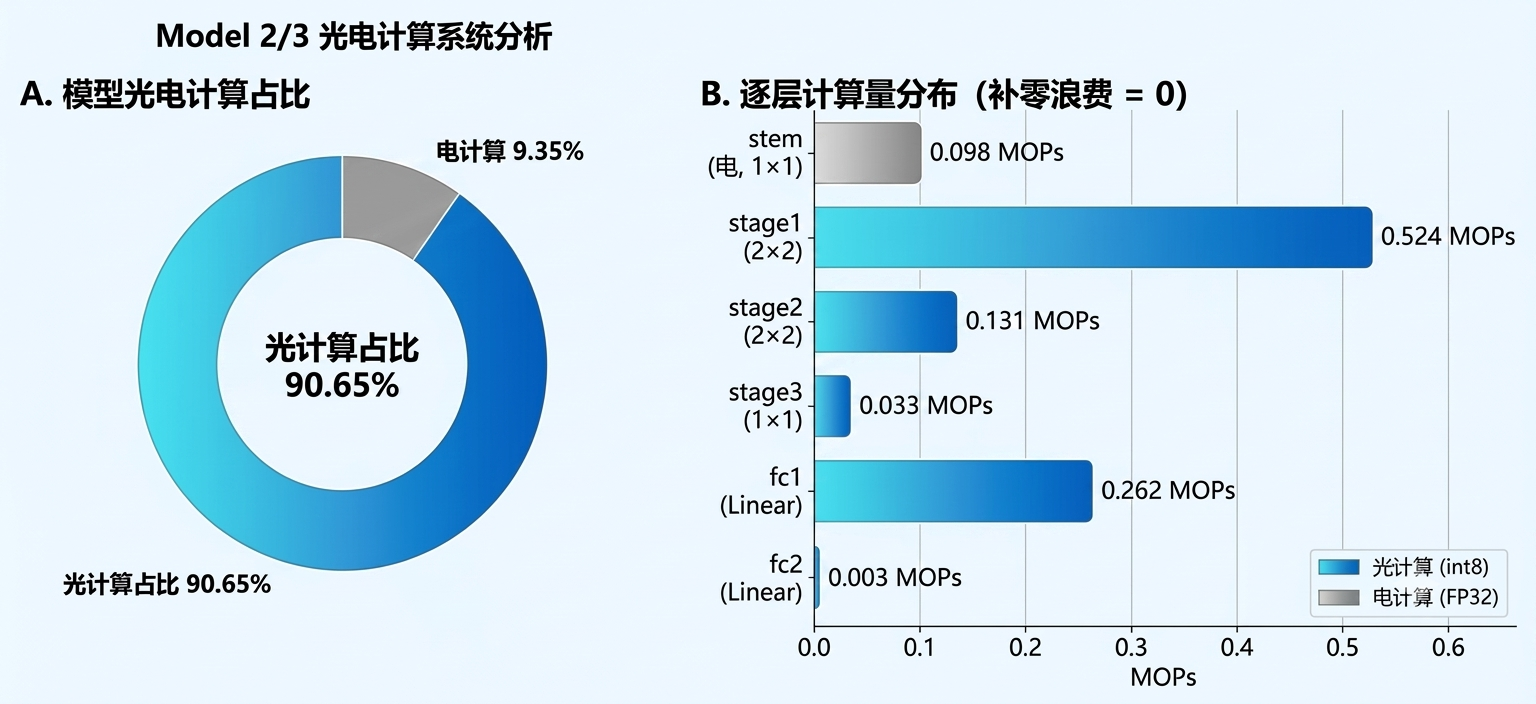 Model 2/3 光电计算系统分析
A. 模型光电计算占比
电计算 9.35%
光计算占比
90.65%
光计算占比 90.65%
B. 逐层计算量分布（补零浪费 = 0）
stem
(电, 1×1)
0.098 MOPs
stage1
(2×2)
0.524 MOPs
stage2
(2×2)
0.131 MOPs
stage3
(1×1)
0.033 MOPs
fc1
(Linear)
0.262 MOPs
fc2
(Linear)
0.003 MOPs
光计算 (int8)
电计算 (FP32)
0.0 0.1 0.2 0.3 0.4 0.5 0.6
MOPs